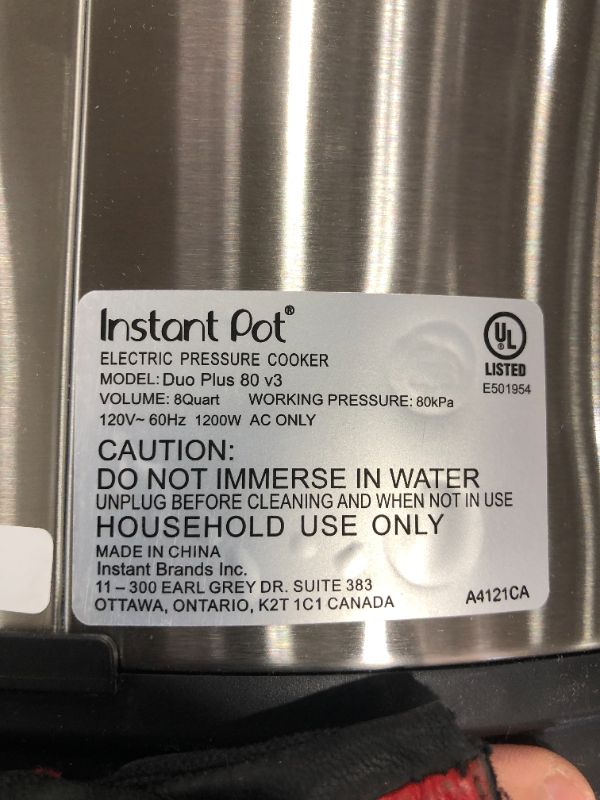 Instant Pot®
ELECTRIC PRESSURE COOKER
MODEL: Duo Plus 80 v3
VOLUME: 8Quart WORKING PRESSURE: 80kPa
120V~ 60Hz 1200W AC ONLY
UL
®
LISTED
E501954
CAUTION:
DO NOT IMMERSE IN WATER
UNPLUG BEFORE CLEANING AND WHEN NOT IN USE
HOUSEHOLD USE ONLY
MADE IN CHINA
Instant Brands Inc.
11 – 300 EARL GREY DR. SUITE 383
OTTAWA, ONTARIO, K2T 1C1 CANADA
A4121CA